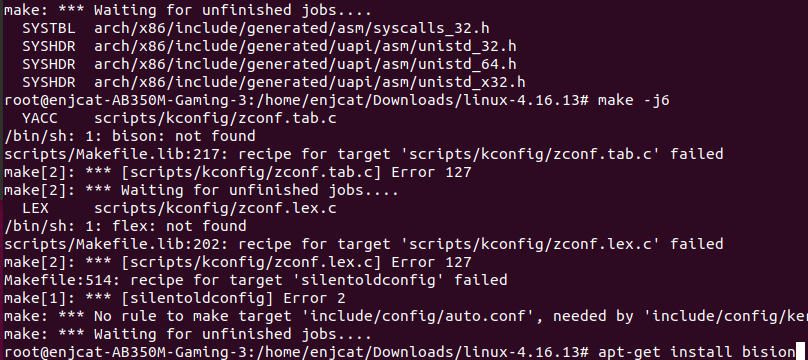 make: *** Waiting for unfinished jobs....
  SYSTBL  arch/x86/include/generated/asm/syscalls_32.h
  SYSHDR  arch/x86/include/generated/uapi/asm/unistd_32.h
  SYSHDR  arch/x86/include/generated/uapi/asm/unistd_64.h
  SYSHDR  arch/x86/include/generated/uapi/asm/unistd_x32.h
root@enjcat-AB350M-Gaming-3:/home/enjcat/Downloads/linux-4.16.13# make -j6
  YACC    scripts/kconfig/zconf.tab.c
/bin/sh: 1: bison: not found
scripts/Makefile.lib:217: recipe for target 'scripts/kconfig/zconf.tab.c' failed
make[2]: *** [scripts/kconfig/zconf.tab.c] Error 127
make[2]: *** Waiting for unfinished jobs....
  LEX     scripts/kconfig/zconf.lex.c
/bin/sh: 1: flex: not found
scripts/Makefile.lib:202: recipe for target 'scripts/kconfig/zconf.lex.c' failed
make[2]: *** [scripts/kconfig/zconf.lex.c] Error 127
Makefile:514: recipe for target 'silentoldconfig' failed
make[1]: *** [silentoldconfig] Error 2
make: *** No rule to make target 'include/config/auto.conf', needed by 'include/config/ker
make: *** Waiting for unfinished jobs....
root@enjcat-AB350M-Gaming-3:/home/enjcat/Downloads/linux-4.16.13# apt-get install bision